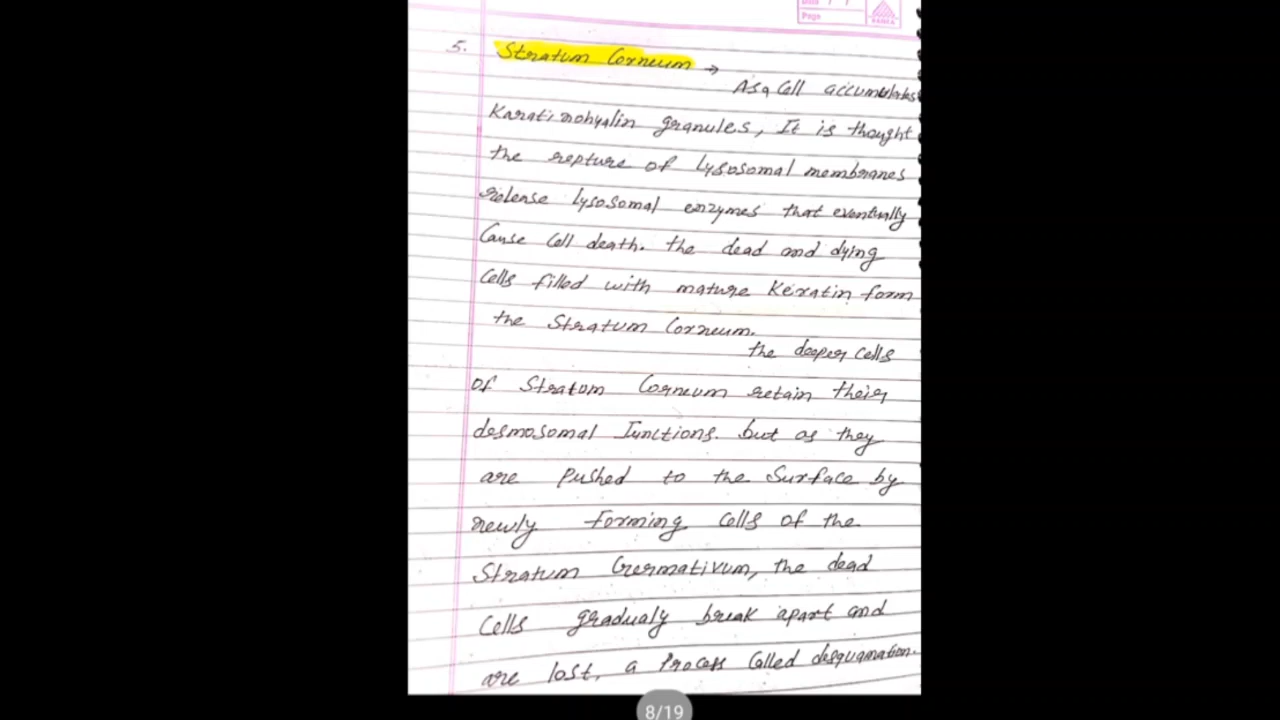 Date / /
Page
5. Stratum Corneum →
As a Cell accumulates
Karatinohyalin granules, It is thought
the repture of Lysosomal membranes
release lysosomal enzymes that eventually
Cause Cell death. the dead and dying
Cells filled with mature Keratin form
the Stratum Corneum.
the deeper Cells
of Stratum Corneum retain their
desmosomal Junctions. but as they
are pushed to the Surface by
newly forming Cells of the
Stratum Germativum, the dead
Cells gradualy break apart and
are lost, a Process Called desquamation.
8/19